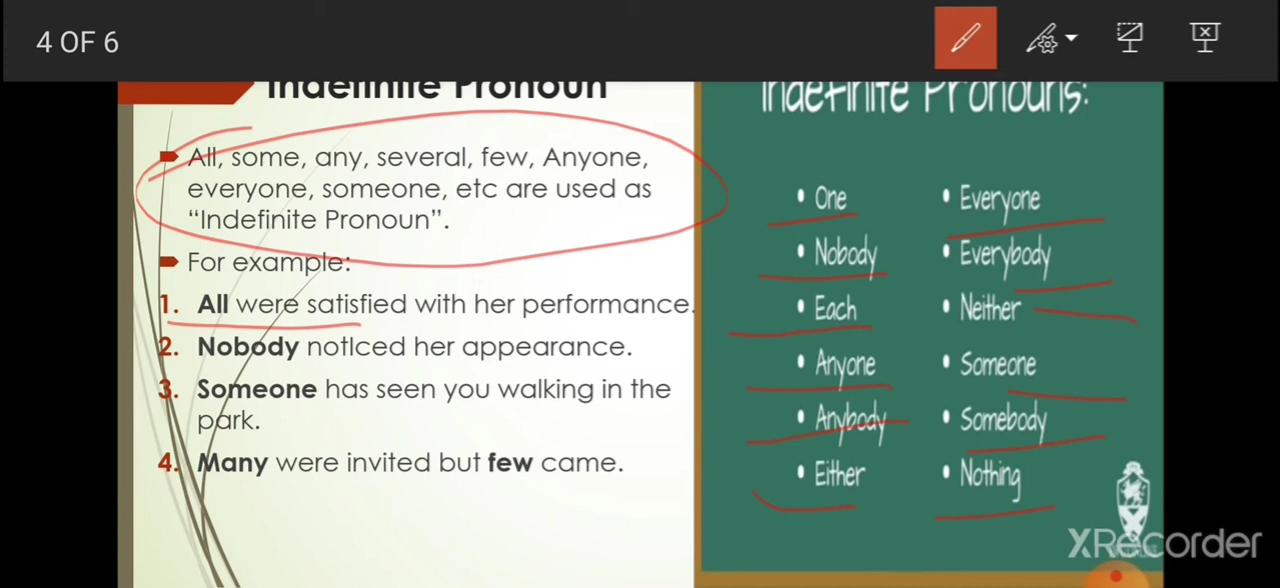 4 OF 6
Indefinite Pronoun
All, some, any, several, few, Anyone,
everyone, someone, etc are used as
“Indefinite Pronoun”.
For example:
1. All were satisfied with her performance.
2. Nobody notIced her appearance.
3. Someone has seen you walking in the
park.
4. Many were invited but few came.
Indefinite Pronouns:
• One
• Nobody
• Each
• Anyone
• Anybody
• Either
• Everyone
• Everybody
• Neither
• Someone
• Somebody
• Nothing
XRecorder